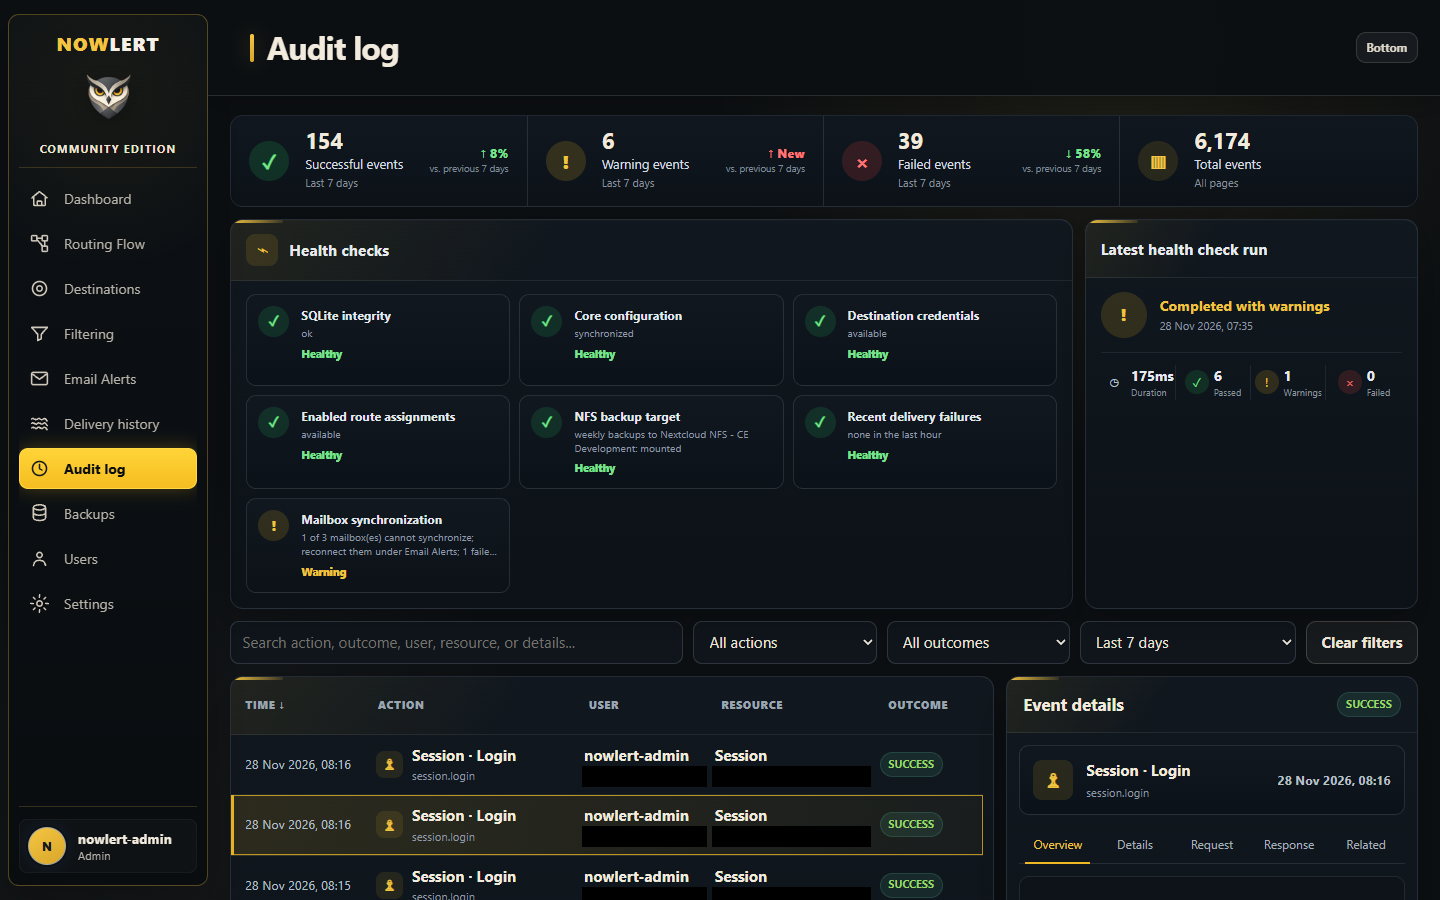 NOWLERT
COMMUNITY EDITION
Dashboard
Routing Flow
Destinations
Filtering
Email Alerts
Delivery history
Audit log
Backups
Users
Settings
N
nowlert-admin
Admin
Audit log
Bottom
154
Successful events
Last 7 days
↑ 8%
vs. previous 7 days
6
Warning events
Last 7 days
↑ New
vs. previous 7 days
39
Failed events
Last 7 days
↓ 58%
vs. previous 7 days
6,174
Total events
All pages
Health checks
SQLite integrity
ok
Healthy
Core configuration
synchronized
Healthy
Destination credentials
available
Healthy
Enabled route assignments
available
Healthy
NFS backup target
weekly backups to Nextcloud NFS - CE
Development: mounted
Healthy
Recent delivery failures
none in the last hour
Healthy
Mailbox synchronization
1 of 3 mailbox(es) cannot synchronize;
reconnect them under Email Alerts; 1 faile...
Warning
Latest health check run
Completed with warnings
28 Nov 2026, 07:35
175ms
Duration
6
Passed
1
Warnings
0
Failed
Search action, outcome, user, resource, or details...
All actions
All outcomes
Last 7 days
Clear filters
TIME ↓ ACTION USER RESOURCE OUTCOME
28 Nov 2026, 08:16 Session · Login nowlert-admin Session SUCCESS
session.login
28 Nov 2026, 08:16 Session · Login nowlert-admin Session SUCCESS
session.login
28 Nov 2026, 08:15 Session · Login nowlert-admin Session SUCCESS
session.login
Event details
SUCCESS
Session · Login
session.login
28 Nov 2026, 08:16
Overview Details Request Response Related